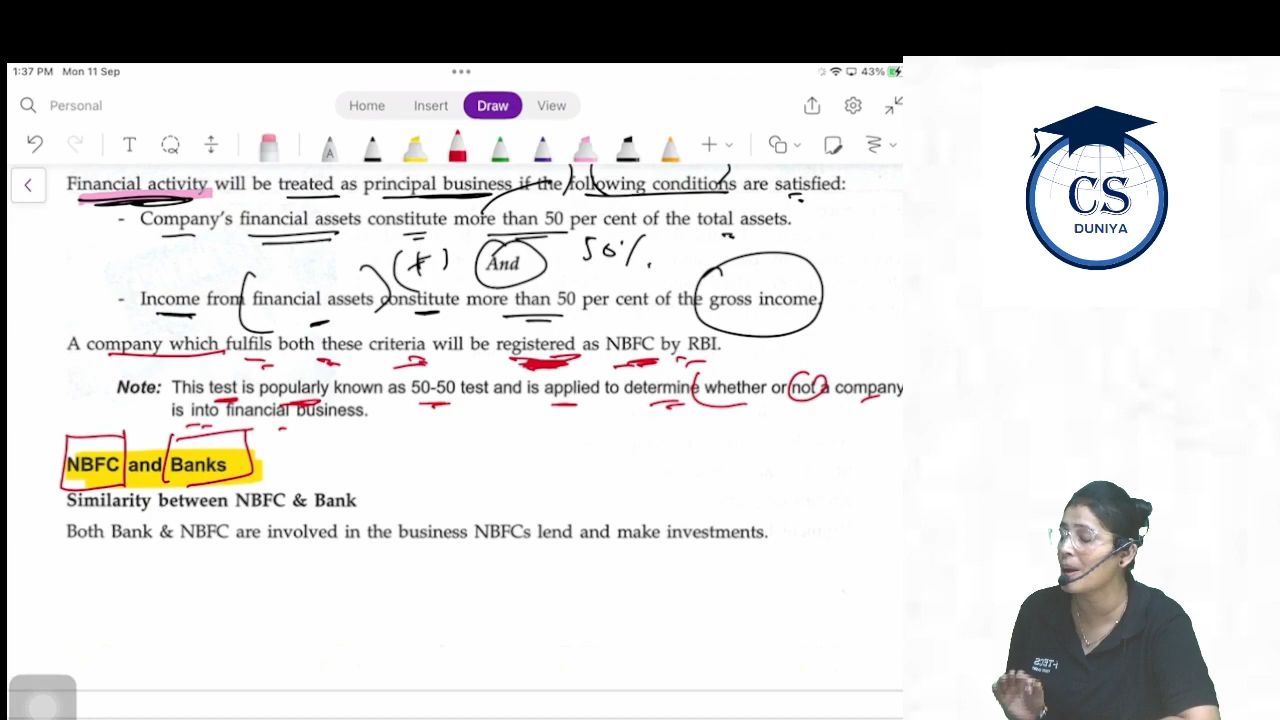 1:37 PM Mon 11 Sep
43%
Personal
Home Insert Draw View
Financial activity will be treated as principal business if the following conditions are satisfied:
- Company's financial assets constitute more than 50 per cent of the total assets.
(+) And 50%.
- Income from financial assets constitute more than 50 per cent of the gross income.
A company which fulfils both these criteria will be registered as NBFC by RBI.
Note: This test is popularly known as 50-50 test and is applied to determine whether or not a company
is into financial business.
NBFC and Banks
Similarity between NBFC & Bank
Both Bank & NBFC are involved in the business NBFCs lend and make investments.
CS
DUNIYA